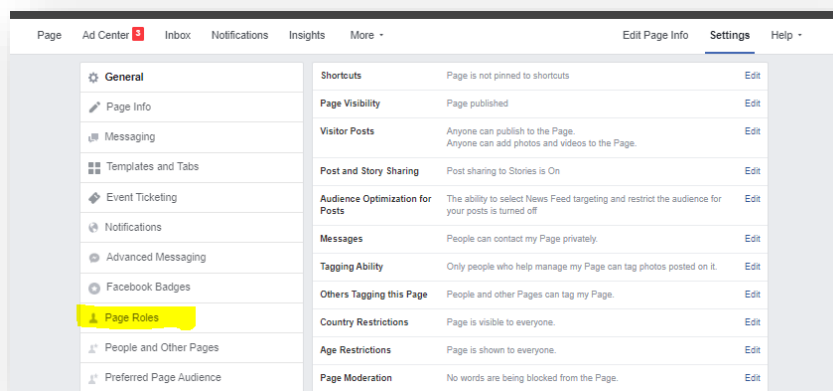 Page Ad Center 3 Inbox Notifications Insights More Edit Page Info Settings Help
General
Page Info
Messaging
Templates and Tabs
Event Ticketing
Notifications
Advanced Messaging
Facebook Badges
Page Roles
People and Other Pages
Preferred Page Audience
Shortcuts Page is not pinned to shortcuts Edit
Page Visibility Page published Edit
Visitor Posts Anyone can publish to the Page. Edit
Anyone can add photos and videos to the Page.
Post and Story Sharing Post sharing to Stories is On Edit
Audience Optimization for The ability to select News Feed targeting and restrict the audience for Edit
Posts your posts is turned off
Messages People can contact my Page privately. Edit
Tagging Ability Only people who help manage my Page can tag photos posted on it. Edit
Others Tagging this Page People and other Pages can tag my Page. Edit
Country Restrictions Page is visible to everyone. Edit
Age Restrictions Page is shown to everyone. Edit
Page Moderation No words are being blocked from the Page. Edit